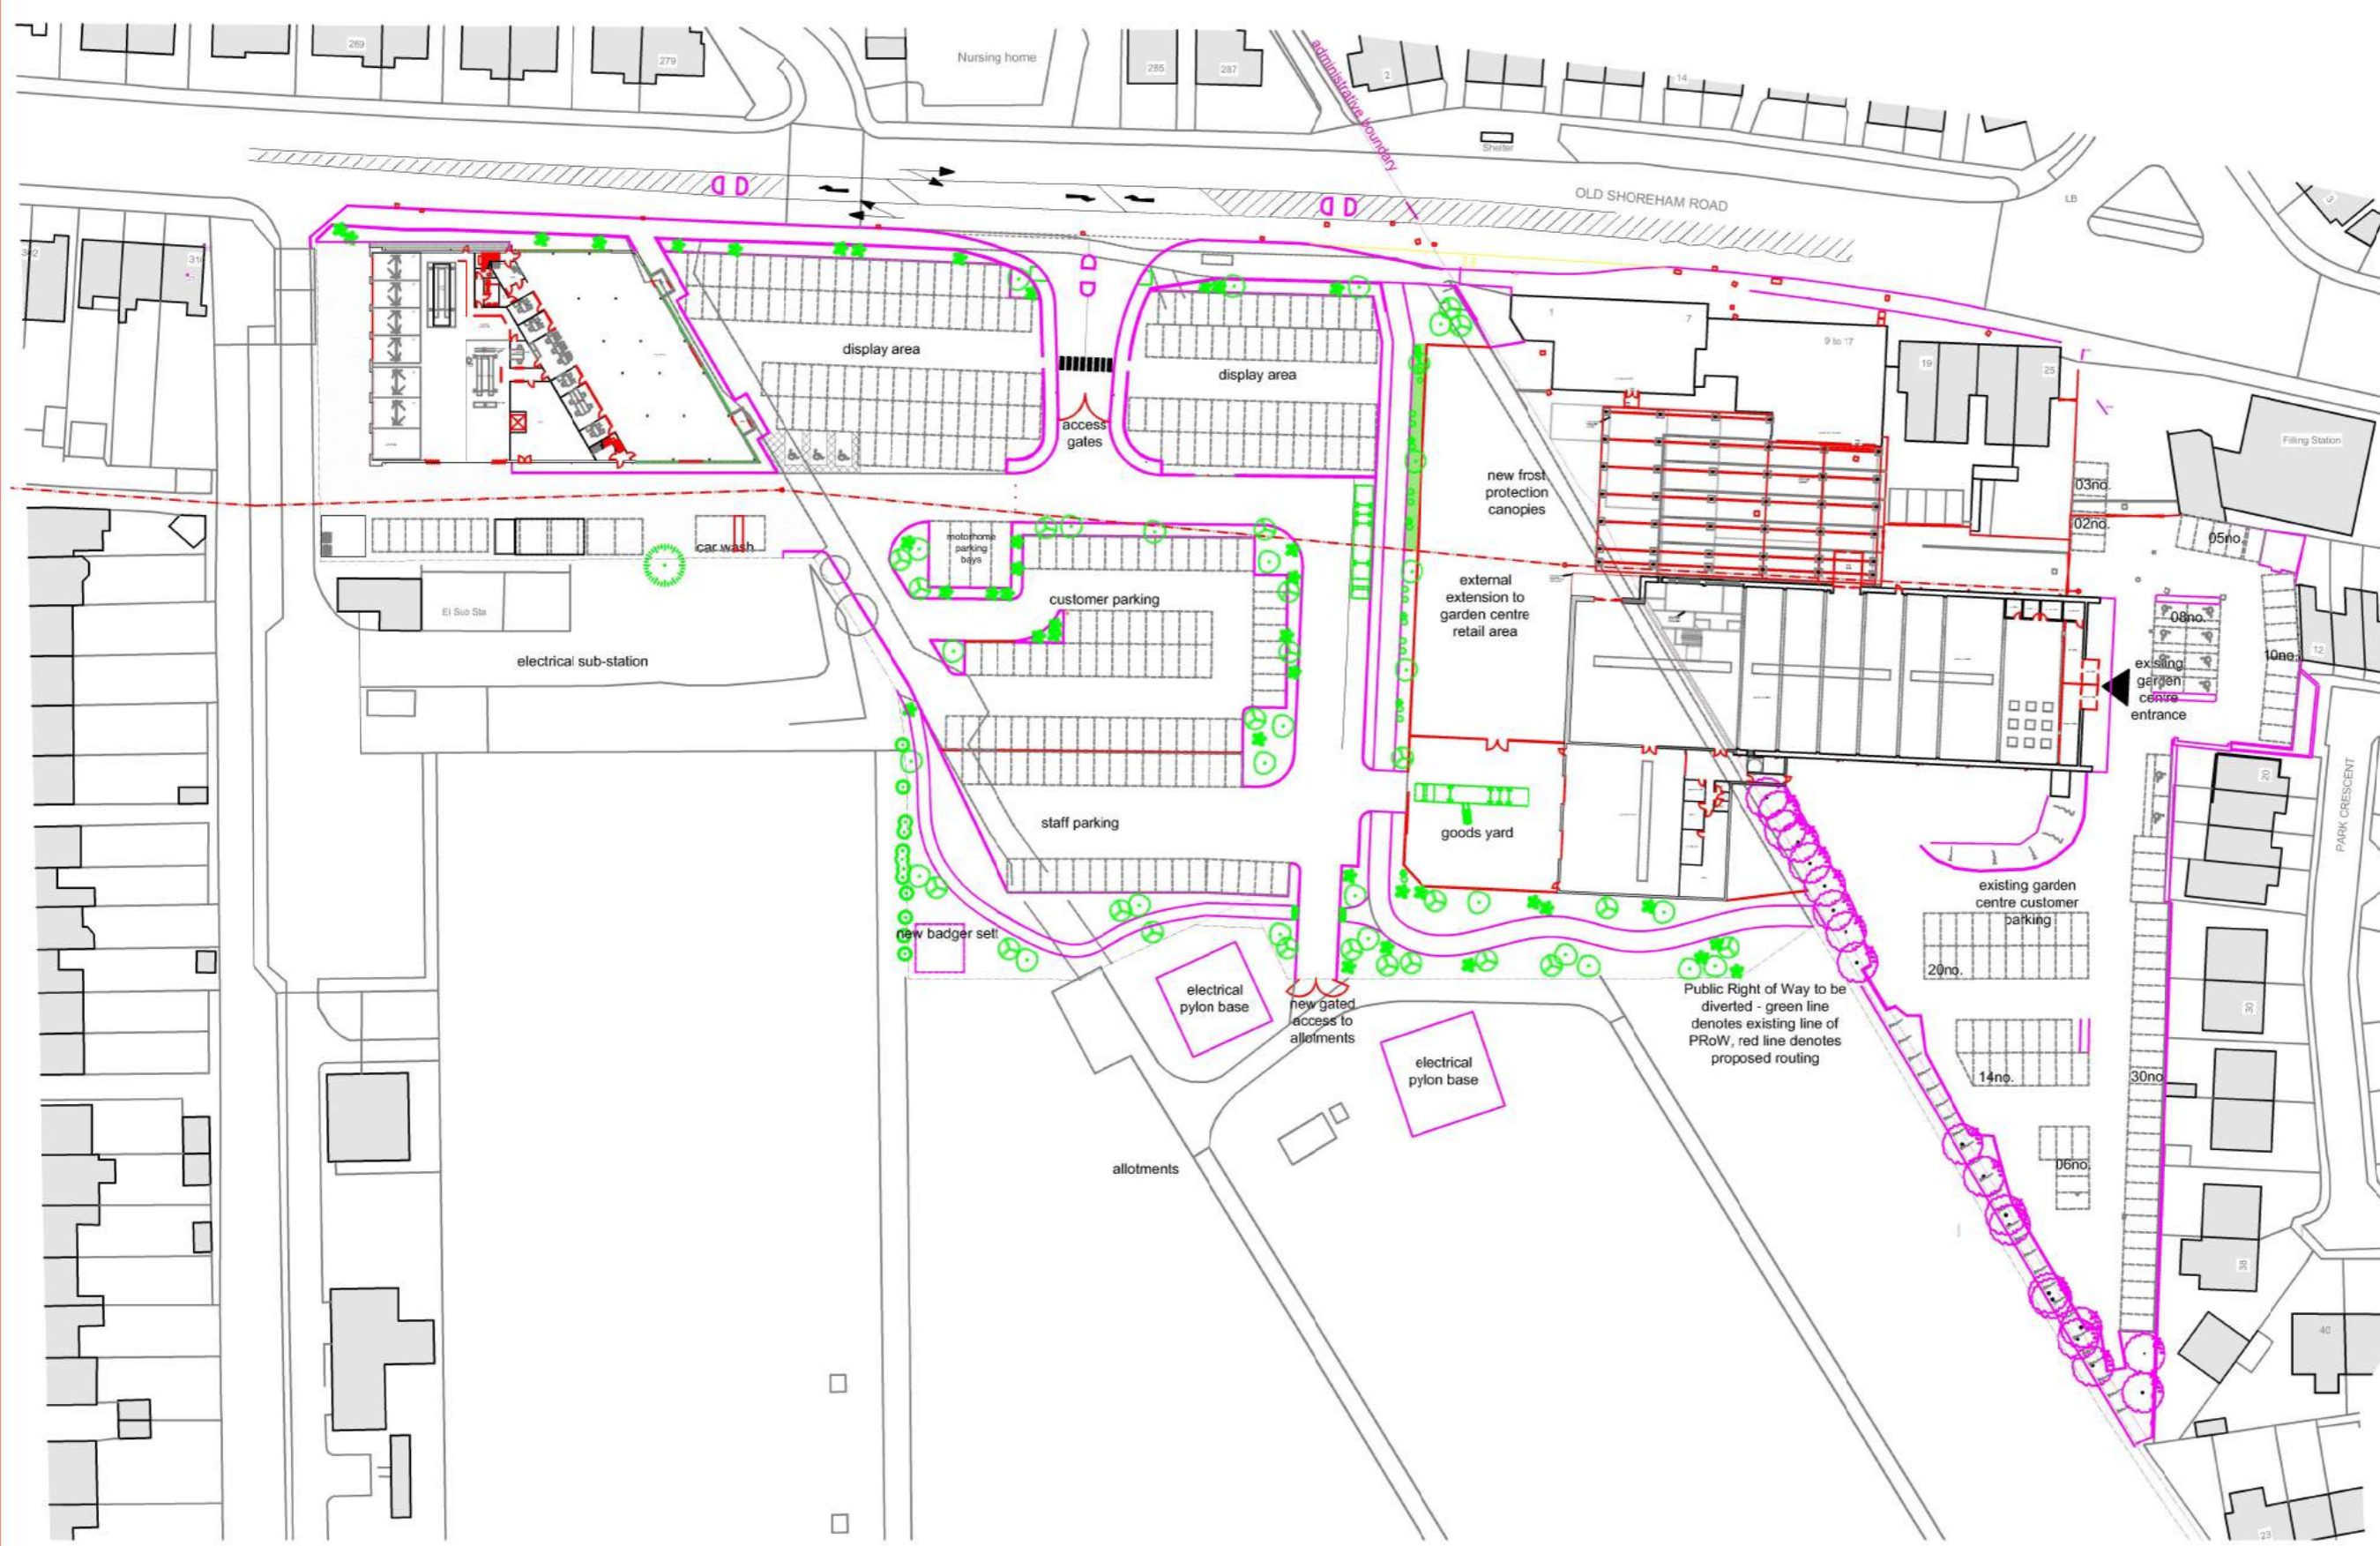 269
279
Nursing home
285
287
administrative boundary
2
14
Shelter
OLD SHOREHAM ROAD
LB
3
1
7
9 to 17
19
25
Filling Station
display area
display area
access
gates
new frost
protection
canopies
03no.
02no.
05no.
car wash
motorhome
parking
bays
customer parking
external
extension to
garden centre
retail area
El Sub Sta
electrical sub-station
08no.
10no.
12
existing
garden
centre
entrance
staff parking
goods yard
20
PARK CRESCENT
existing garden
centre customer
parking
20no.
new badger sett
electrical
pylon base
new gated
access to
allotments
Public Right of Way to be
diverted - green line
denotes existing line of
PRoW, red line denotes
proposed routing
30
electrical
pylon base
14no.
30no.
allotments
06no.
38
40
23